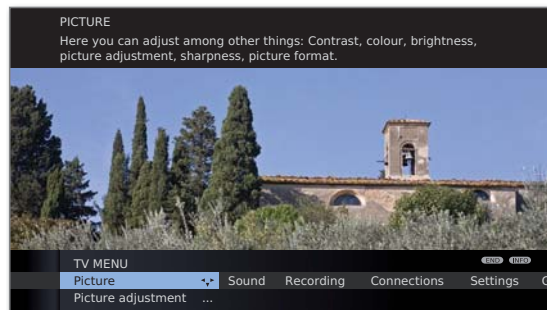 PICTURE
Here you can adjust among other things: Contrast, colour, brightness,
picture adjustment, sharpness, picture format.
TV MENU END INFO
Picture Sound Recording Connections Settings
Picture adjustment ...